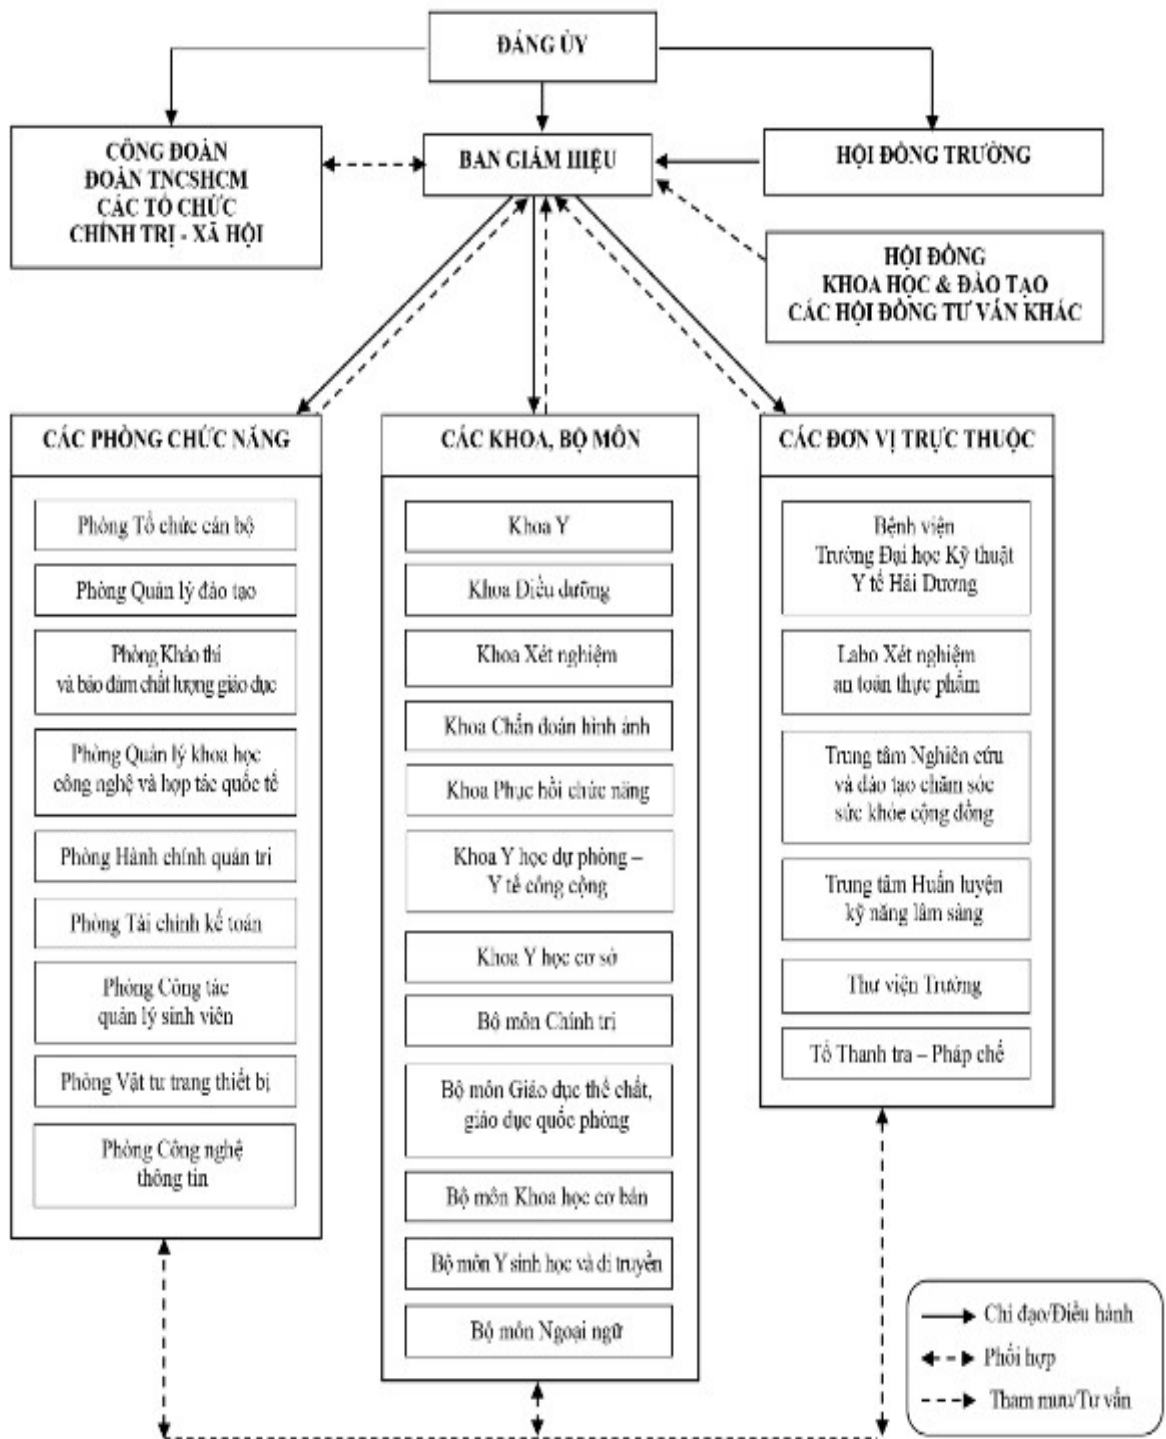 ĐẢNG ỦY
CÔNG ĐOÀN
ĐOÀN TNCSHCM
CÁC TỔ CHỨC
CHÍNH TRỊ - XÃ HỘI
BAN GIÁM HIỆU
HỘI ĐỒNG TRƯỜNG
HỘI ĐỒNG
KHOA HỌC & ĐÀO TẠO
CÁC HỘI ĐỒNG TƯ VẤN KHÁC
CÁC PHÒNG CHỨC NĂNG
Phòng Tổ chức cán bộ
Phòng Quản lý đào tạo
Phòng Khảo thí
và bảo đảm chất lượng giáo dục
Phòng Quản lý khoa học
công nghệ và hợp tác quốc tế
Phòng Hành chính quản trị
Phòng Tài chính kế toán
Phòng Công tác
quản lý sinh viên
Phòng Vật tư trang thiết bị
Phòng Công nghệ
thông tin
CÁC KHOA, BỘ MÔN
Khoa Y
Khoa Điều dưỡng
Khoa Xét nghiệm
Khoa Chẩn đoán hình ảnh
Khoa Phục hồi chức năng
Khoa Y học dự phòng –
Y tế công cộng
Khoa Y học cơ sở
Bộ môn Chính trị
Bộ môn Giáo dục thể chất,
giáo dục quốc phòng
Bộ môn Khoa học cơ bản
Bộ môn Y sinh học và di truyền
Bộ môn Ngoại ngữ
CÁC ĐƠN VỊ TRỰC THUỘC
Bệnh viện
Trường Đại học Kỹ thuật
Y tế Hải Dương
Labo Xét nghiệm
an toàn thực phẩm
Trung tâm Nghiên cứu
và đào tạo chăm sóc
sức khỏe cộng đồng
Trung tâm Huấn luyện
kỹ năng lâm sàng
Thư viện Trường
Tổ Thanh tra – Pháp chế
Chỉ đạo/Điều hành
Phối hợp
Tham mưu/Tư vấn